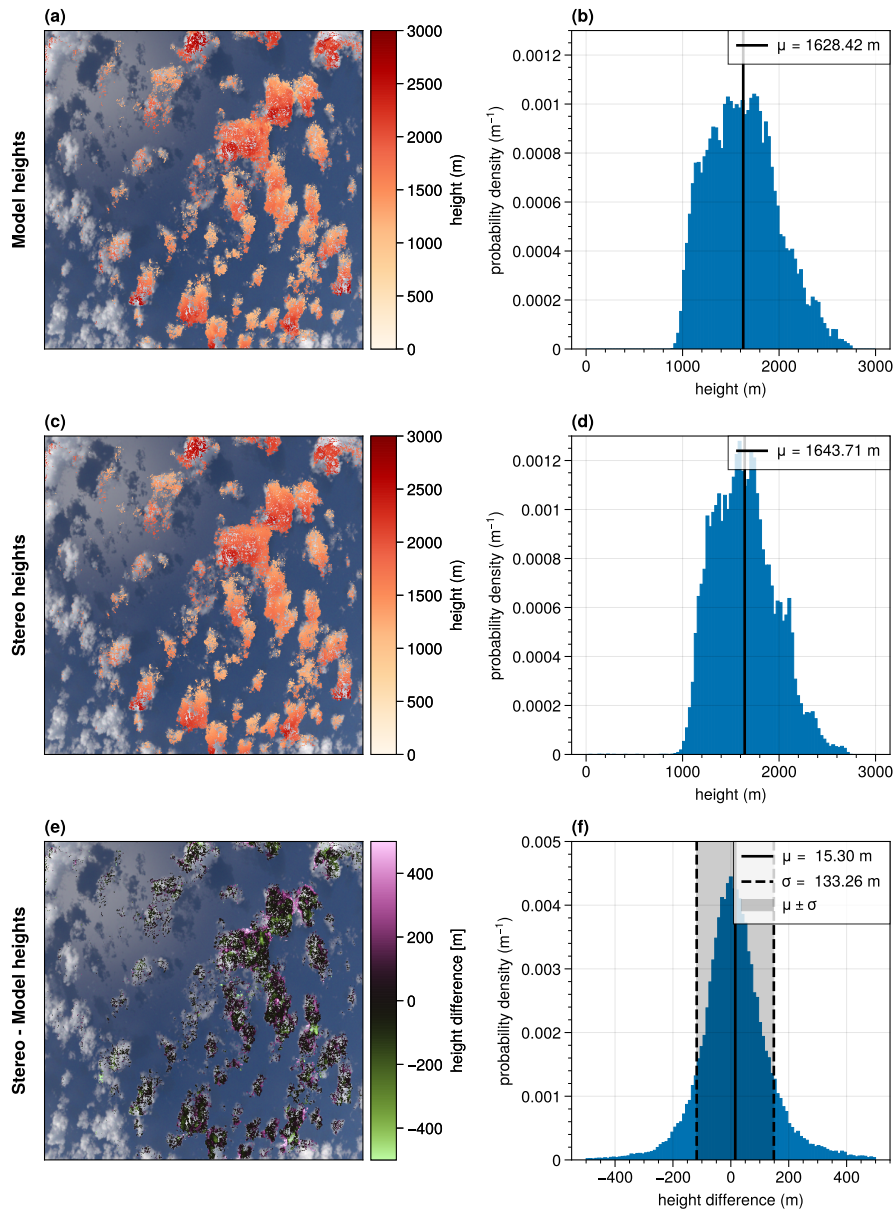 (a)
Model heights
3000
2500
2000
1500
1000
500
0
height (m)
(b)
μ = 1628.42 m
probability density (m⁻¹)
0.0012
0.001
0.0008
0.0006
0.0004
0.0002
0
0
1000
2000
3000
height (m)
(c)
Stereo heights
3000
2500
2000
1500
1000
500
0
height (m)
(d)
μ = 1643.71 m
probability density (m⁻¹)
0.0012
0.001
0.0008
0.0006
0.0004
0.0002
0
0
1000
2000
3000
height (m)
(e)
Stereo - Model heights
400
200
0
−200
−400
height difference [m]
(f)
μ = 15.30 m
σ = 133.26 m
μ ± σ
probability density (m⁻¹)
0.005
0.004
0.003
0.002
0.001
0
−400
−200
0
200
400
height difference (m)